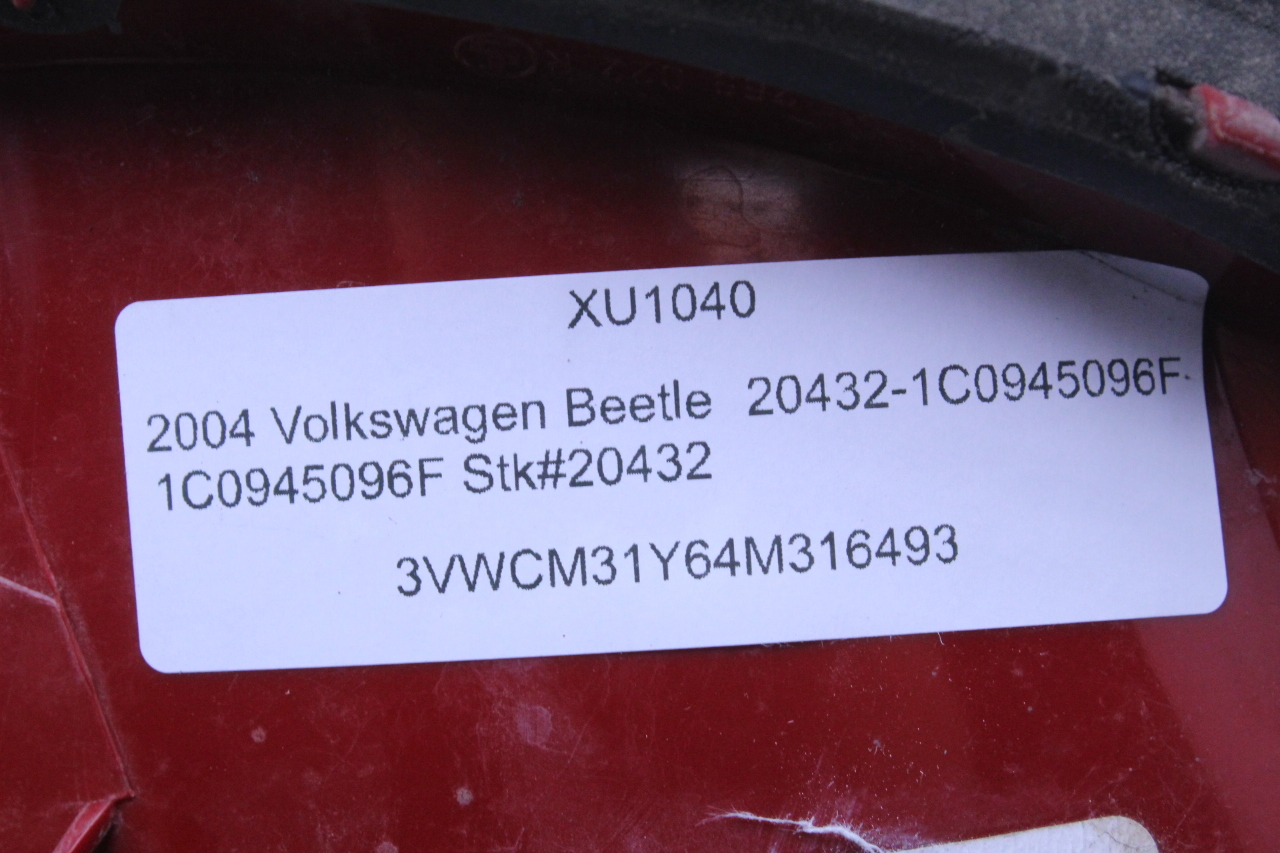 XU1040
2004 Volkswagen Beetle 20432-1C0945096F
1C0945096F Stk#20432
3VWCM31Y64M316493